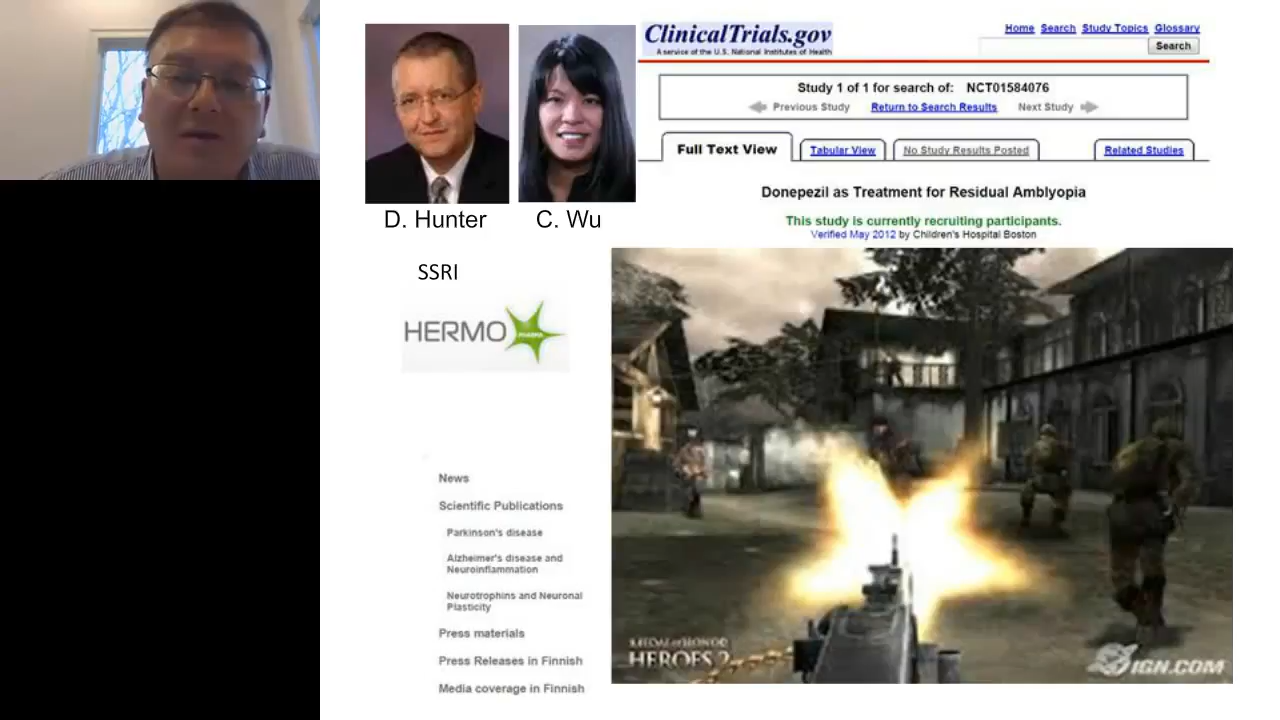 D. Hunter
C. Wu
ClinicalTrials.gov
A service of the U.S. National Institutes of Health
Home Search Study Topics Glossary
Search
Study 1 of 1 for search of: NCT01584076
Previous Study Return to Search Results Next Study
Full Text View
Tabular View
No Study Results Posted
Related Studies
Donepezil as Treatment for Residual Amblyopia
This study is currently recruiting participants.
Verified May 2012 by Children's Hospital Boston
SSRI
HERMO
PHARMA
News
Scientific Publications
Parkinson's disease
Alzheimer's disease and
Neuroinflammation
Neurotrophins and Neuronal
Plasticity
Press materials
Press Releases in Finnish
Media coverage in Finnish
MEDAL OF HONOR
HEROES 2
IGN.COM